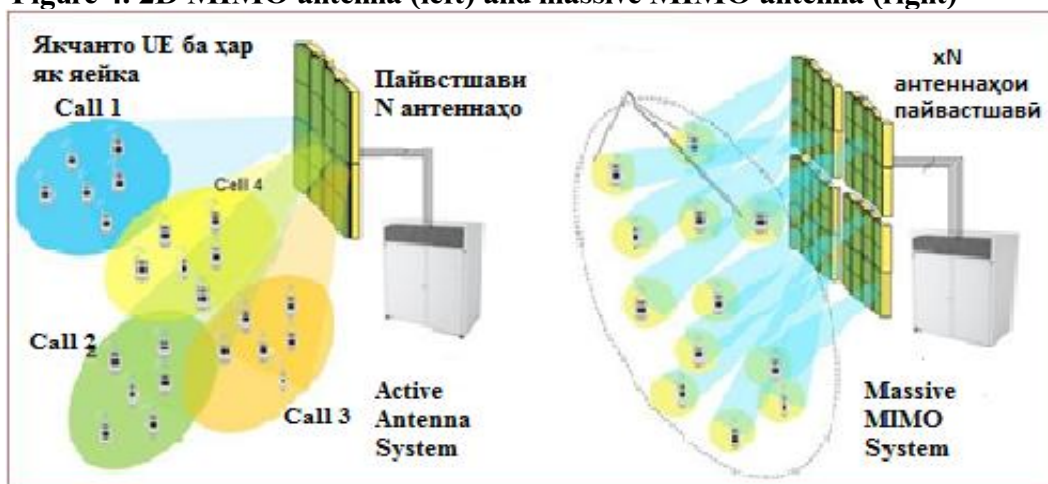 Figure 4. 2D MIMO antenna (left) and massive MIMO antenna (right)
Якчанто UE ба ҳар
як яейка
Call 1
Пайвстшави
N антеннаҳо
Cell 4
Call 2
2
Call 3
Active
Antenna
System
xN
антеннаҳои
пайвастшавӣ
Massive
MIMO
System